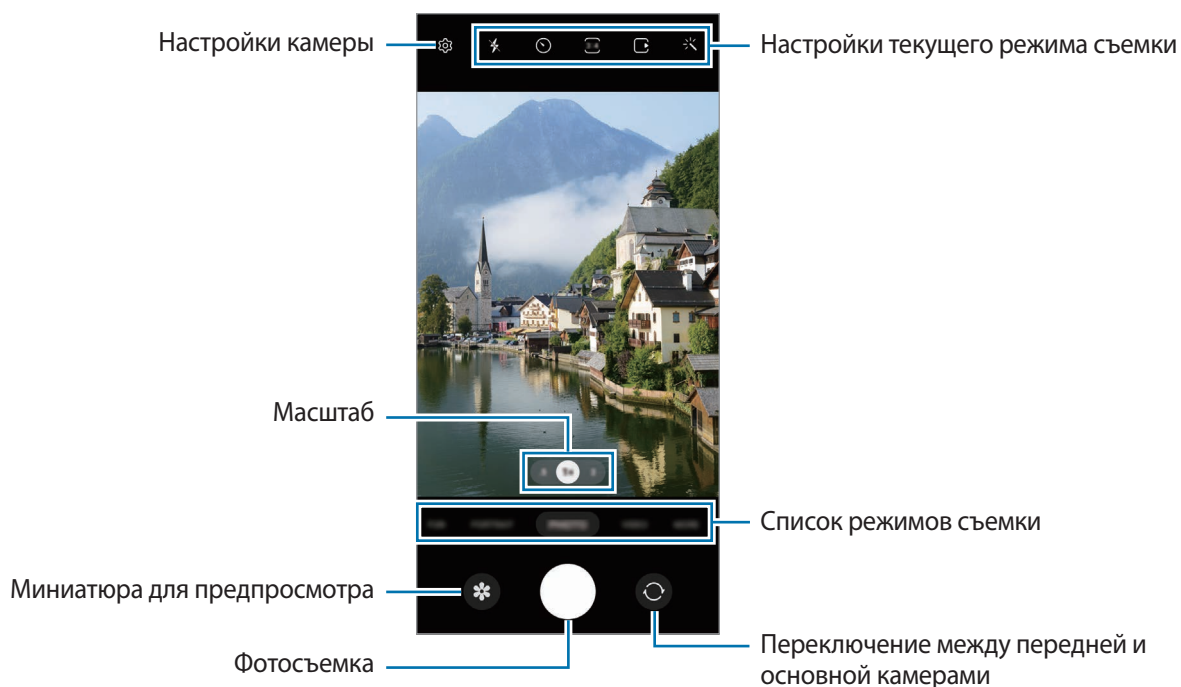 Настройки камеры
Настройки текущего режима съемки
Масштаб
Список режимов съемки
Миниатюра для предпросмотра
Фотосъемка
Переключение между передней и
основной камерами